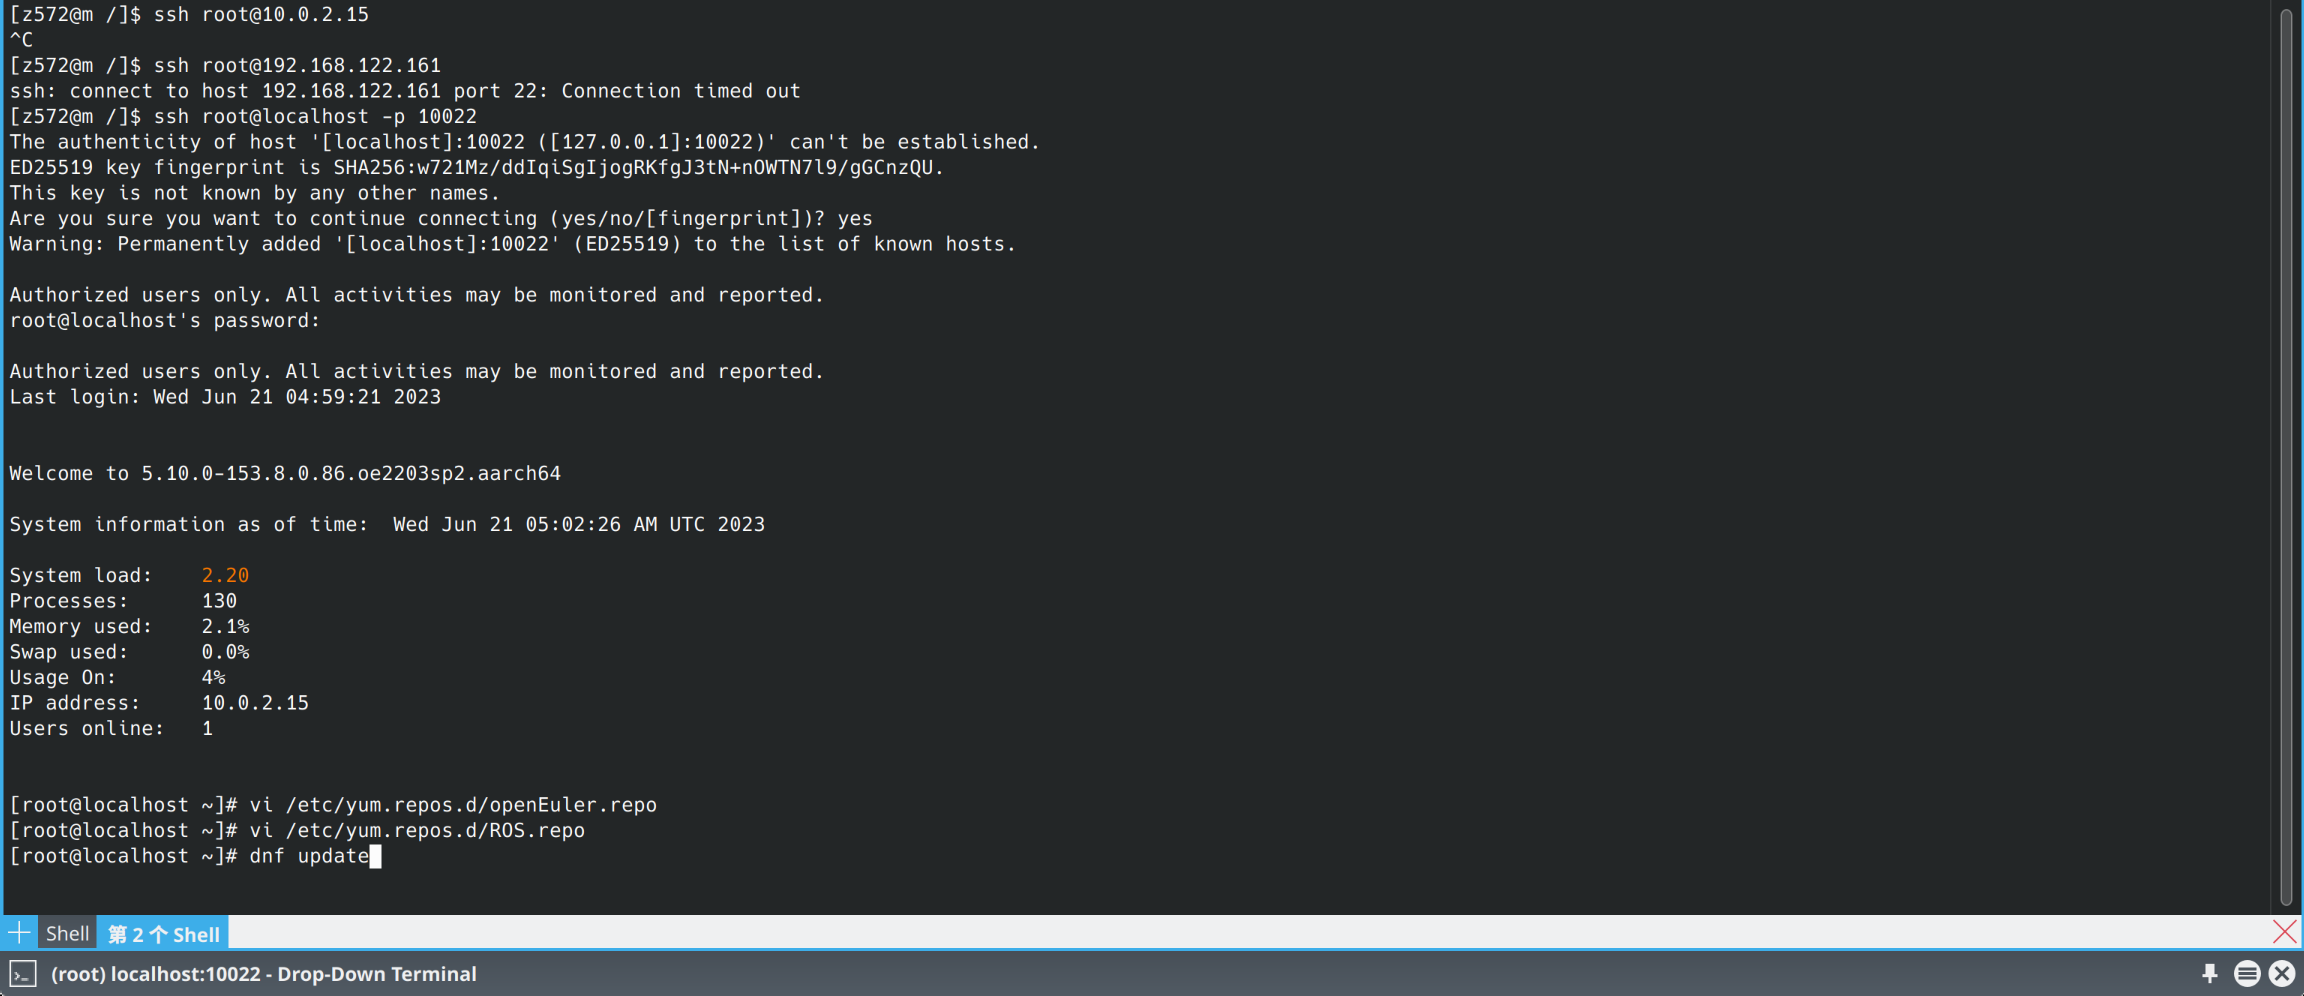 [z572@m /]$ ssh root@10.0.2.15
^C
[z572@m /]$ ssh root@192.168.122.161
ssh: connect to host 192.168.122.161 port 22: Connection timed out
[z572@m /]$ ssh root@localhost -p 10022
The authenticity of host '[localhost]:10022 ([127.0.0.1]:10022)' can't be established.
ED25519 key fingerprint is SHA256:w721Mz/ddIqiSgIjogRKfgJ3tN+nOWTN7l9/gGCnzQU.
This key is not known by any other names.
Are you sure you want to continue connecting (yes/no/[fingerprint])? yes
Warning: Permanently added '[localhost]:10022' (ED25519) to the list of known hosts.
Authorized users only. All activities may be monitored and reported.
root@localhost's password:
Authorized users only. All activities may be monitored and reported.
Last login: Wed Jun 21 04:59:21 2023
Welcome to 5.10.0-153.8.0.86.oe2203sp2.aarch64
System information as of time:  Wed Jun 21 05:02:26 AM UTC 2023
System load:    2.20
Processes:      130
Memory used:    2.1%
Swap used:      0.0%
Usage On:       4%
IP address:     10.0.2.15
Users online:   1
[root@localhost ~]# vi /etc/yum.repos.d/openEuler.repo
[root@localhost ~]# vi /etc/yum.repos.d/ROS.repo
[root@localhost ~]# dnf update
Shell 第 2 个 Shell
(root) localhost:10022 - Drop-Down Terminal